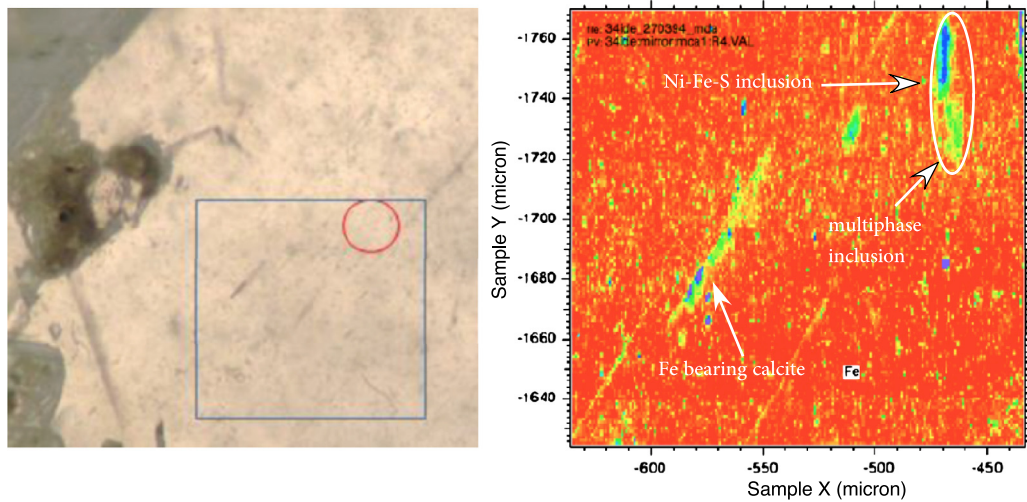 file: 34ide_270394_mda
PV: 34ide:mirror:mca1:R4.VAL
-1760
Ni-Fe-S inclusion
-1740
-1720
Sample Y (micron)
-1700
multiphase
inclusion
-1680
-1660
Fe bearing calcite
Fe
-1640
-600
-550
-500
-450
Sample X (micron)